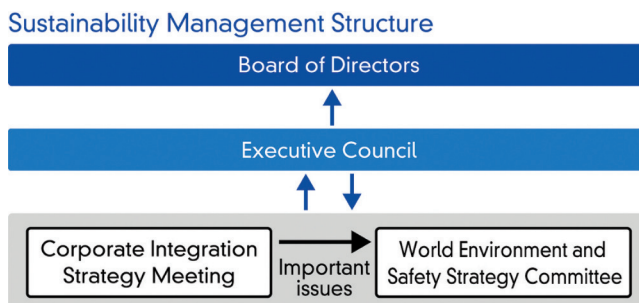 Sustainability Management Structure
Board of Directors
Executive Council
Corporate Integration
Strategy Meeting
Important
issues
World Environment and
Safety Strategy Committee